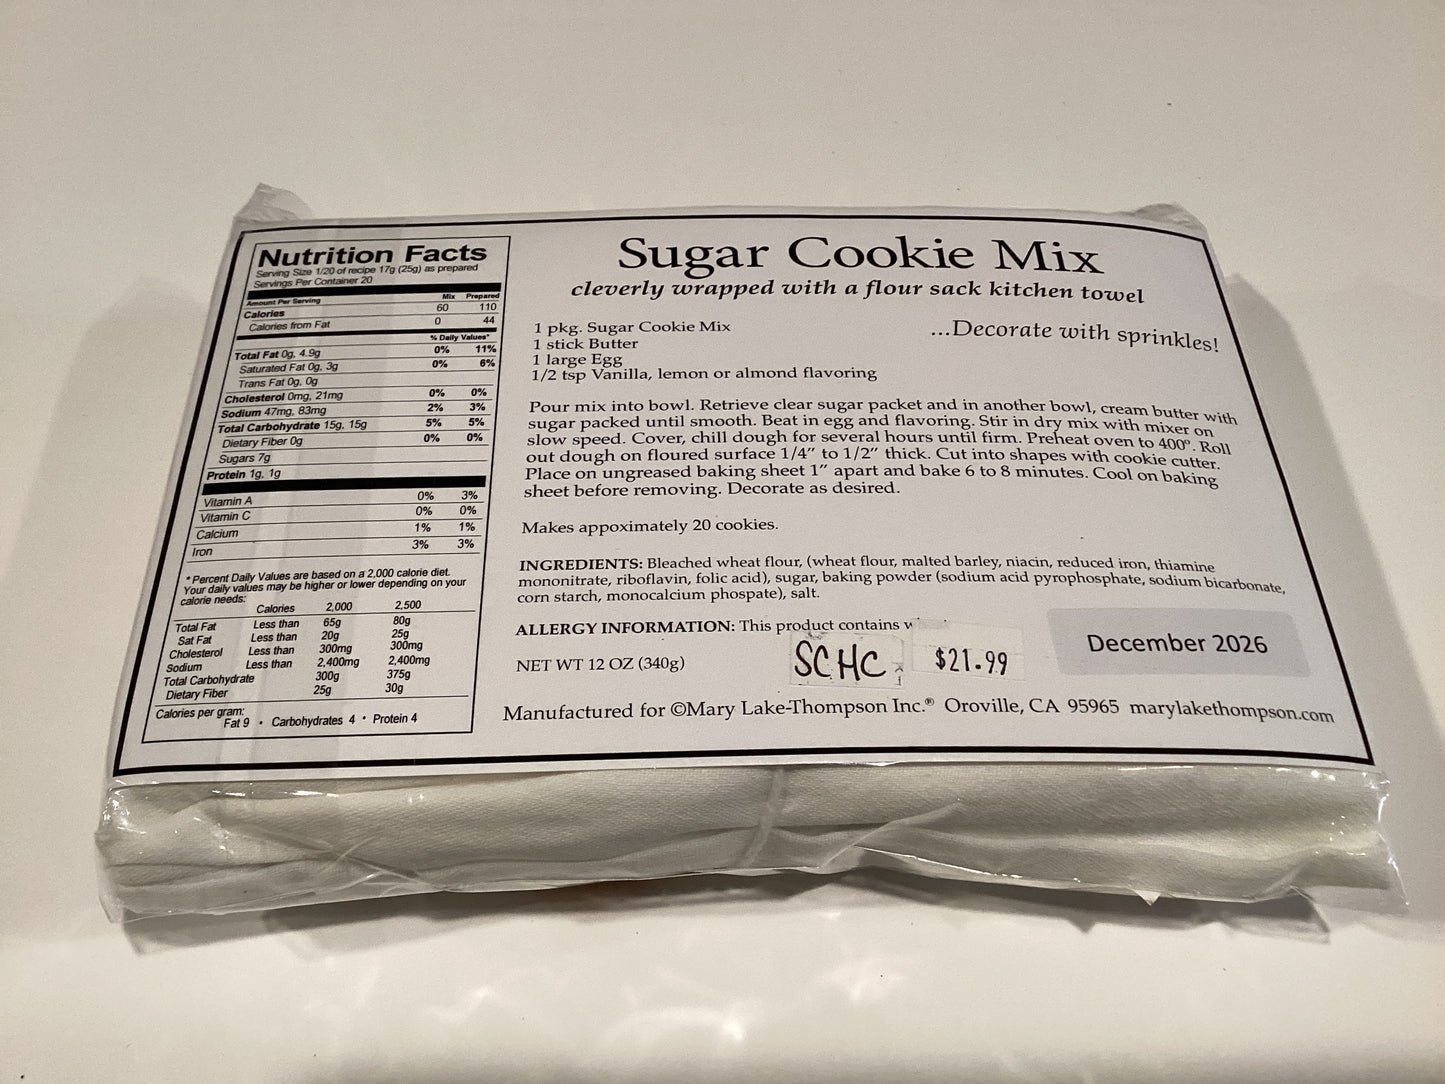 Nutrition Facts
Serving Size 1/20 of recipe 17g (25g) as prepared
Servings Per Container 20
Amount Per Serving Mix Prepared
Calories 60 110
Calories from Fat 0 44
% Daily Values*
Total Fat 0g, 4.9g 0% 11%
Saturated Fat 0g, 3g 0% 6%
Trans Fat 0g, 0g
Cholesterol 0mg, 21mg 0% 0%
Sodium 47mg, 83mg 2% 3%
Total Carbohydrate 15g, 15g 5% 5%
Dietary Fiber 0g 0% 0%
Sugars 7g
Protein 1g, 1g
Vitamin A 0% 3%
Vitamin C 0% 0%
Calcium 1% 1%
Iron 3% 3%
*Percent Daily Values are based on a 2,000 calorie diet.
Your daily values may be higher or lower depending on your
calorie needs:
Calories 2,000 2,500
Total Fat Less than 65g 80g
Sat Fat Less than 20g 25g
Cholesterol Less than 300mg 300mg
Sodium Less than 2,400mg 2,400mg
Total Carbohydrate 300g 375g
Dietary Fiber 25g 30g
Calories per gram:
Fat 9 • Carbohydrates 4 • Protein 4
Sugar Cookie Mix
cleverly wrapped with a flour sack kitchen towel
1 pkg. Sugar Cookie Mix
1 stick Butter
1 large Egg
1/2 tsp Vanilla, lemon or almond flavoring
...Decorate with sprinkles!
Pour mix into bowl. Retrieve clear sugar packet and in another bowl, cream butter with
sugar packed until smooth. Beat in egg and flavoring. Stir in dry mix with mixer on
slow speed. Cover, chill dough for several hours until firm. Preheat oven to 400º. Roll
out dough on floured surface 1/4″ to 1/2″ thick. Cut into shapes with cookie cutter.
Place on ungreased baking sheet 1″ apart and bake 6 to 8 minutes. Cool on baking
sheet before removing. Decorate as desired.
Makes appoximately 20 cookies.
INGREDIENTS: Bleached wheat flour, (wheat flour, malted barley, niacin, reduced iron, thiamine
mononitrate, riboflavin, folic acid), sugar, baking powder (sodium acid pyrophosphate, sodium bicarbonate,
corn starch, monocalcium phospate), salt.
ALLERGY INFORMATION: This product contains
NET WT 12 OZ (340g)
SCHC
$21.99
December 2026
Manufactured for ©Mary Lake-Thompson Inc.® Oroville, CA 95965 marylakethompson.com